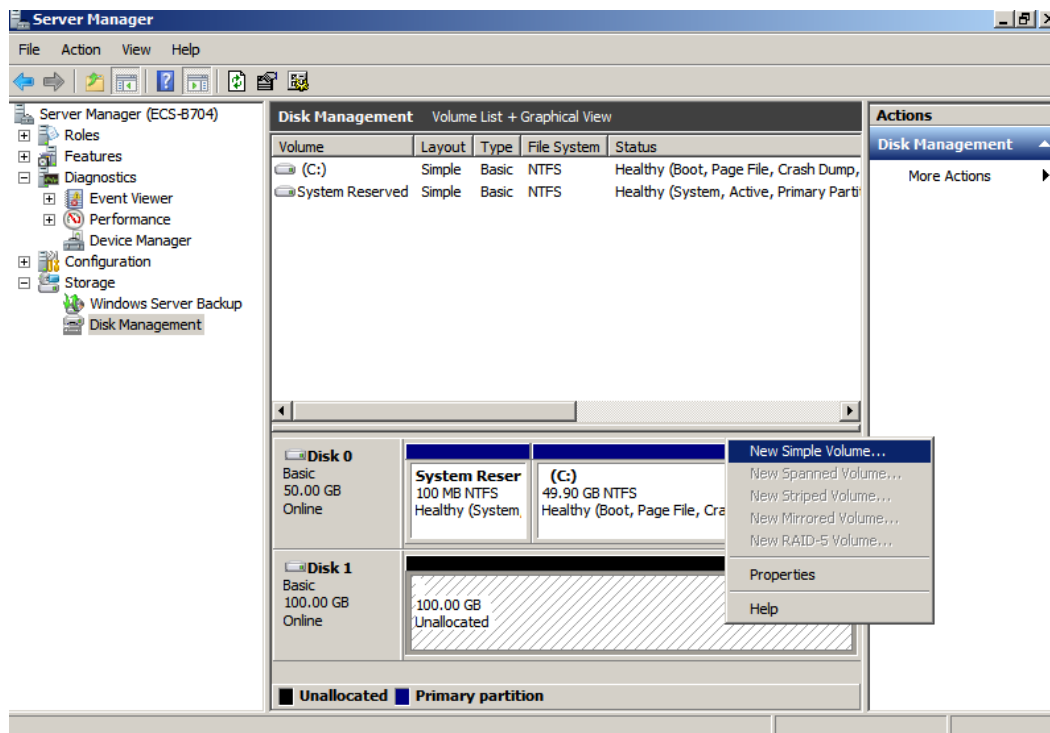 Server Manager
File Action View Help
Server Manager (ECS-B704)
Roles
Features
Diagnostics
Event Viewer
Performance
Device Manager
Configuration
Storage
Windows Server Backup
Disk Management
Disk Management Volume List + Graphical View
Volume Layout Type File System Status
(C:) Simple Basic NTFS Healthy (Boot, Page File, Crash Dump,
System Reserved Simple Basic NTFS Healthy (System, Active, Primary Parti
Disk 0
Basic
50.00 GB
Online
System Reser
100 MB NTFS
Healthy (System,
(C:)
49.90 GB NTFS
Healthy (Boot, Page File, Cra
Disk 1
Basic
100.00 GB
Online
100.00 GB
Unallocated
New Simple Volume...
New Spanned Volume...
New Striped Volume...
New Mirrored Volume...
New RAID-5 Volume...
Properties
Help
Unallocated Primary partition
Actions
Disk Management
More Actions